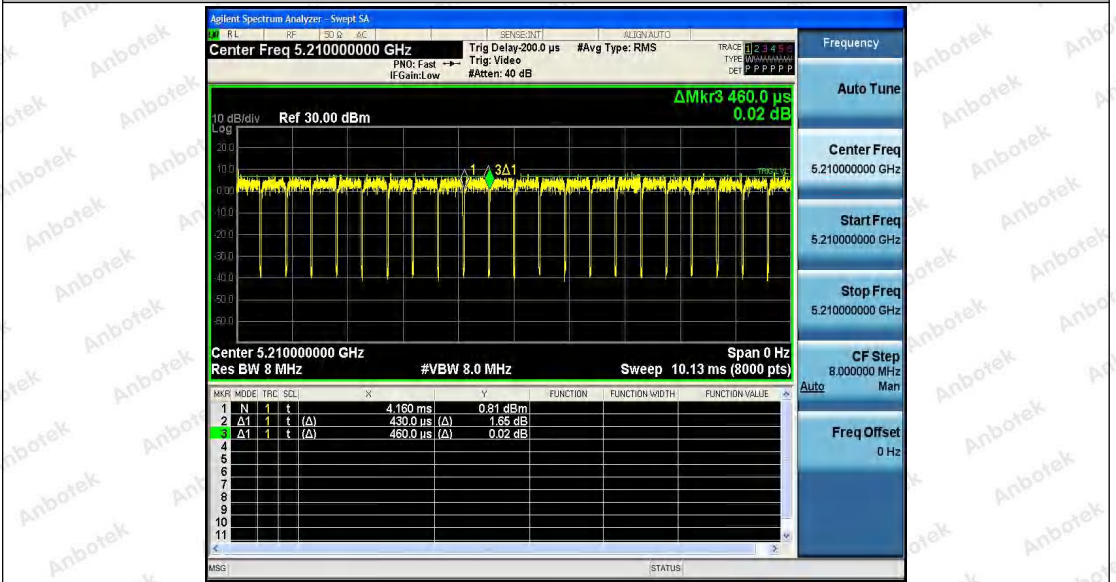 Agilent Spectrum Analyzer - Swept SA
RL RF 50 Ω AC SENSE:INT ALIGNAUTO
Center Freq 5.210000000 GHz
PNO: Fast
IFGain:Low
Trig Delay-200.0 µs
Trig: Video
#Atten: 40 dB
#Avg Type: RMS
TRACE 1 2 3 4 5 6
TYPE
DET P P P P P P
ΔMkr3 460.0 µs
0.02 dB
10 dB/div Ref 30.00 dBm
Log
20.0
10.0
0.00
-10.0
-20.0
-30.0
-40.0
-50.0
-60.0
1 3Δ1
TRIG LVL
Center 5.210000000 GHz Span 0 Hz
Res BW 8 MHz #VBW 8.0 MHz Sweep 10.13 ms (8000 pts)
MKR MODE TRC SCL X Y FUNCTION FUNCTION WIDTH FUNCTION VALUE
1 N 1 t 4.160 ms 0.81 dBm
2 Δ1 1 t (Δ) 430.0 µs (Δ) 1.65 dB
3 Δ1 1 t (Δ) 460.0 µs (Δ) 0.02 dB
4
5
6
7
8
9
10
11
MSG STATUS
Frequency
Auto Tune
Center Freq
5.210000000 GHz
Start Freq
5.210000000 GHz
Stop Freq
5.210000000 GHz
CF Step
8.000000 MHz
Auto Man
Freq Offset
0 Hz
Anbotek